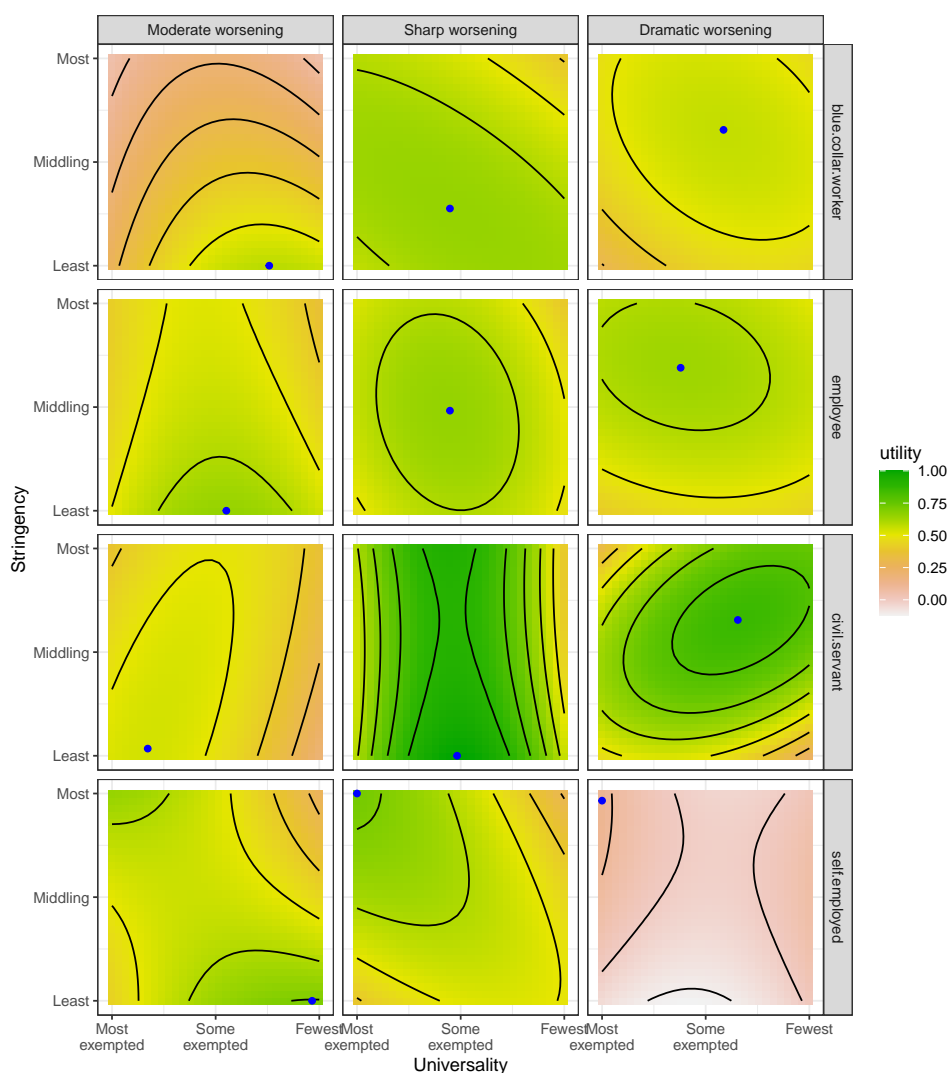 Moderate worsening
Sharp worsening
Dramatic worsening
Most
Middling
Least
blue.collar.worker
Most
Middling
Least
employee
Most
Middling
Least
civil.servant
Most
Middling
Least
self.employed
Stringency
Most
exempted
Some
exempted
Fewest
Most
exempted
Some
exempted
Fewest
Most
exempted
Some
exempted
Fewest
Universality
utility
1.00
0.75
0.50
0.25
0.00